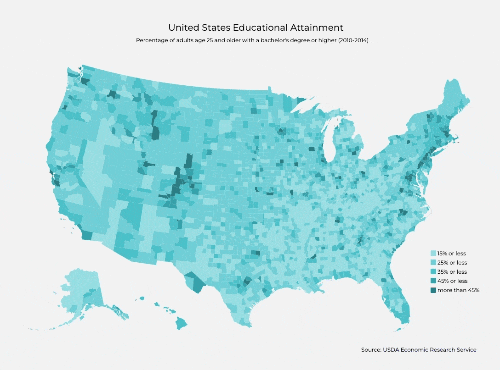 United States Educational Attainment
Percentage of adults age 25 and older with a bachelor's degree or higher (2010-2014)
15% or less
25% or less
35% or less
45% or less
more than 45%
Source: USDA Economic Research Service